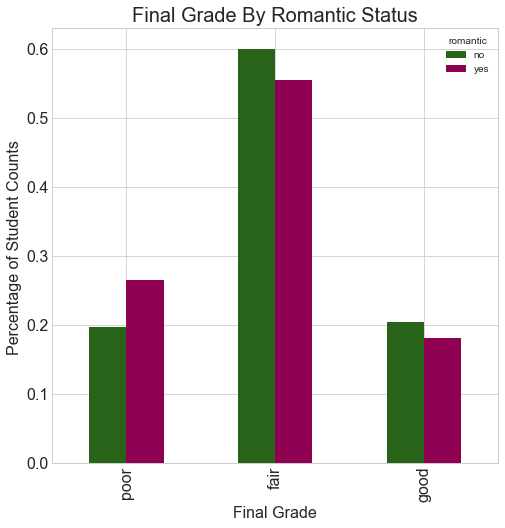 Final Grade By Romantic Status
romantic
no
yes
Percentage of Student Counts
0.6
0.5
0.4
0.3
0.2
0.1
0.0
poor
fair
good
Final Grade